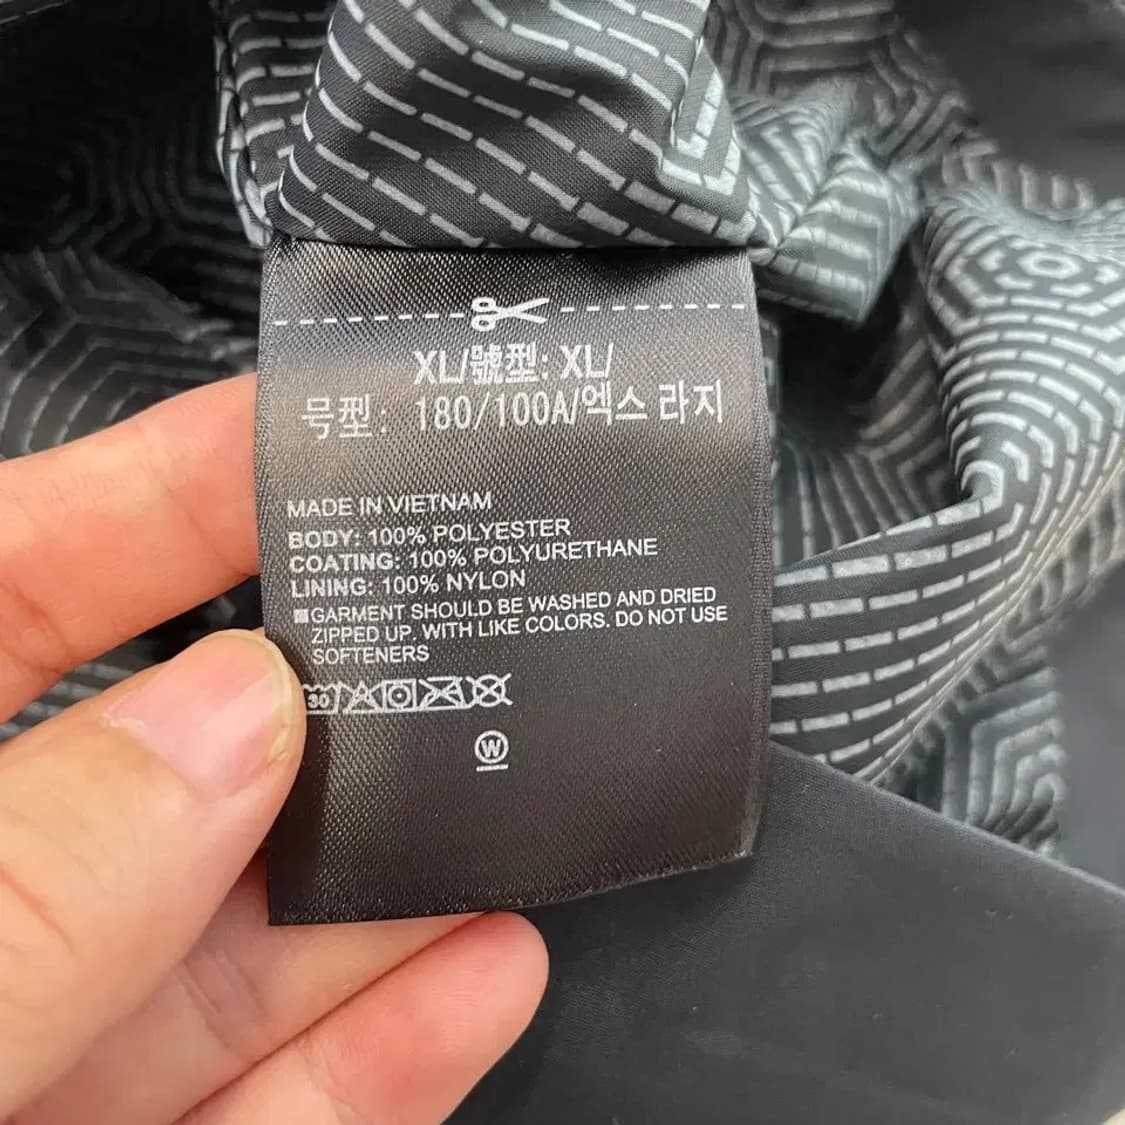 XL/號型: XL/
号型: 180/100A/엑스 라지
MADE IN VIETNAM
BODY: 100% POLYESTER
COATING: 100% POLYURETHANE
LINING: 100% NYLON
■GARMENT SHOULD BE WASHED AND DRIED
ZIPPED UP. WITH LIKE COLORS. DO NOT USE
SOFTENERS
30
W